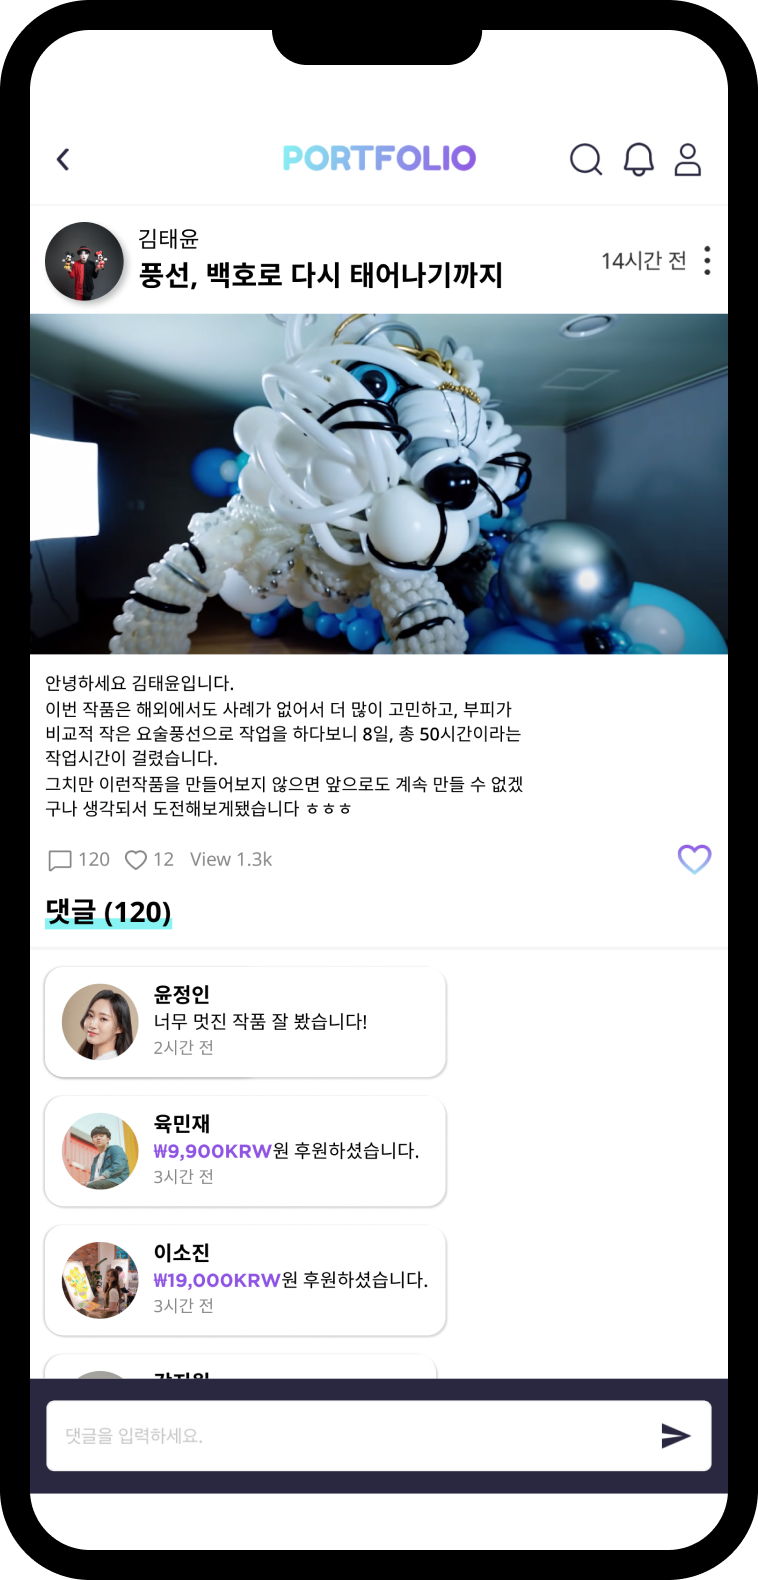 PORTFOLIO
김태윤
풍선, 백호로 다시 태어나기까지
14시간 전
안녕하세요 김태윤입니다.
이번 작품은 해외에서도 사례가 없어서 더 많이 고민하고, 부피가
비교적 작은 요술풍선으로 작업을 하다보니 8일, 총 50시간이라는
작업시간이 걸렸습니다.
그치만 이런작품을 만들어보지 않으면 앞으로도 계속 만들 수 없겠
구나 생각되서 도전해보게됐습니다 ㅎㅎㅎ
120 12 View 1.3k
댓글 (120)
윤정인
너무 멋진 작품 잘 봤습니다!
2시간 전
육민재
₩9,900KRW원 후원하셨습니다.
3시간 전
이소진
₩19,000KRW원 후원하셨습니다.
3시간 전
댓글을 입력하세요.